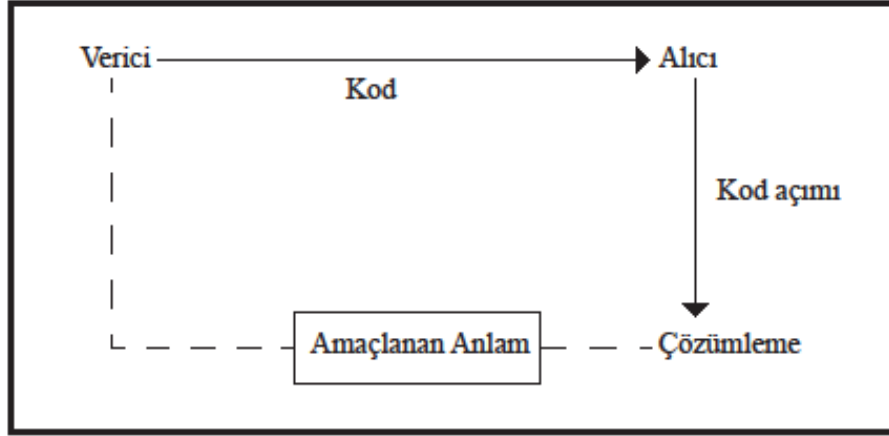 Verici
Alıcı
Kod
Kod açımı
Amaçlanan Anlam
Çözümleme